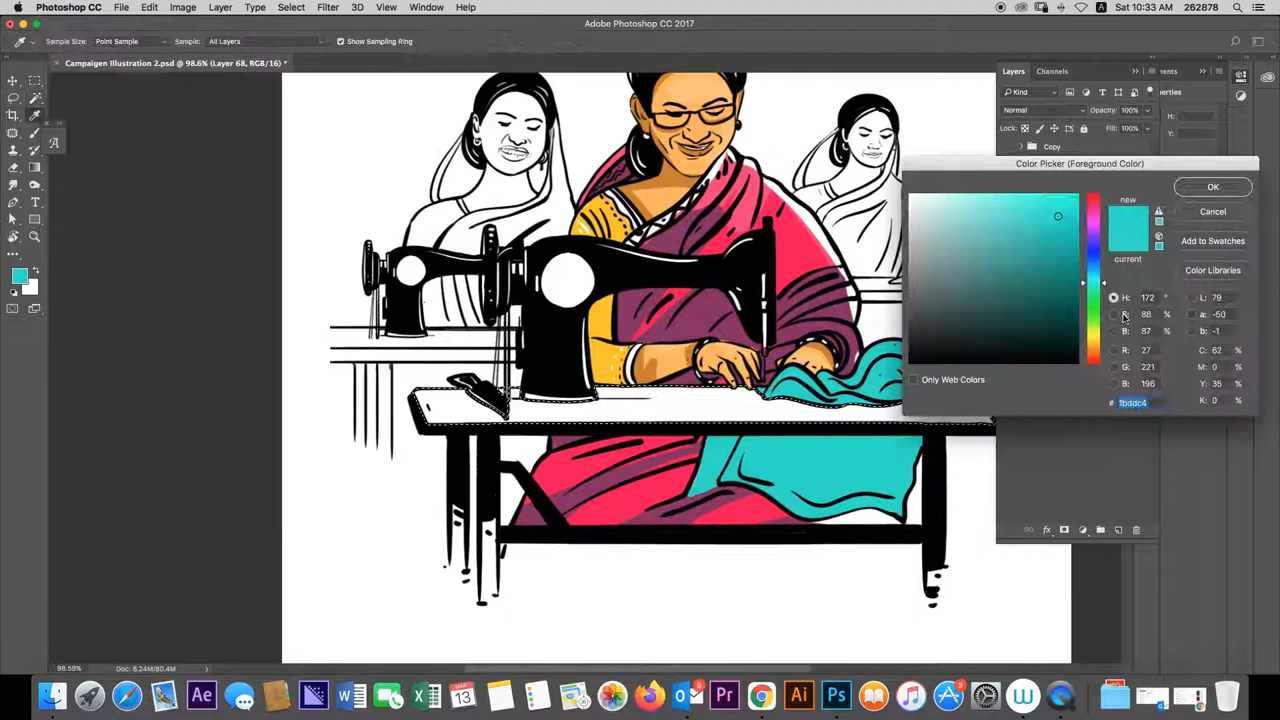 Photoshop CC File Edit Image Layer Type Select Filter 3D View Window Help Sat 10:33 AM 262878
Adobe Photoshop CC 2017
Sample Size: Point Sample Sample: All Layers Show Sampling Ring
Campaigen Illustration 2.psd @ 98.6% (Layer 68, RGB/16) *
Layers Channels
Kind
Normal Opacity: 100%
Lock: Fill: 100%
Copy
H:
Y:
Color Picker (Foreground Color)
new
current
OK
Cancel
Add to Swatches
Color Libraries
H: 172 ° L: 79
88 % a: -50
B: 87 % b: -1
R: 27 C: 62 %
G: 221 M: 0 %
B: 196 Y: 35 %
# 1bddc4 K: 0 %
Only Web Colors
98.59% Doc: 8.24M/80.4M